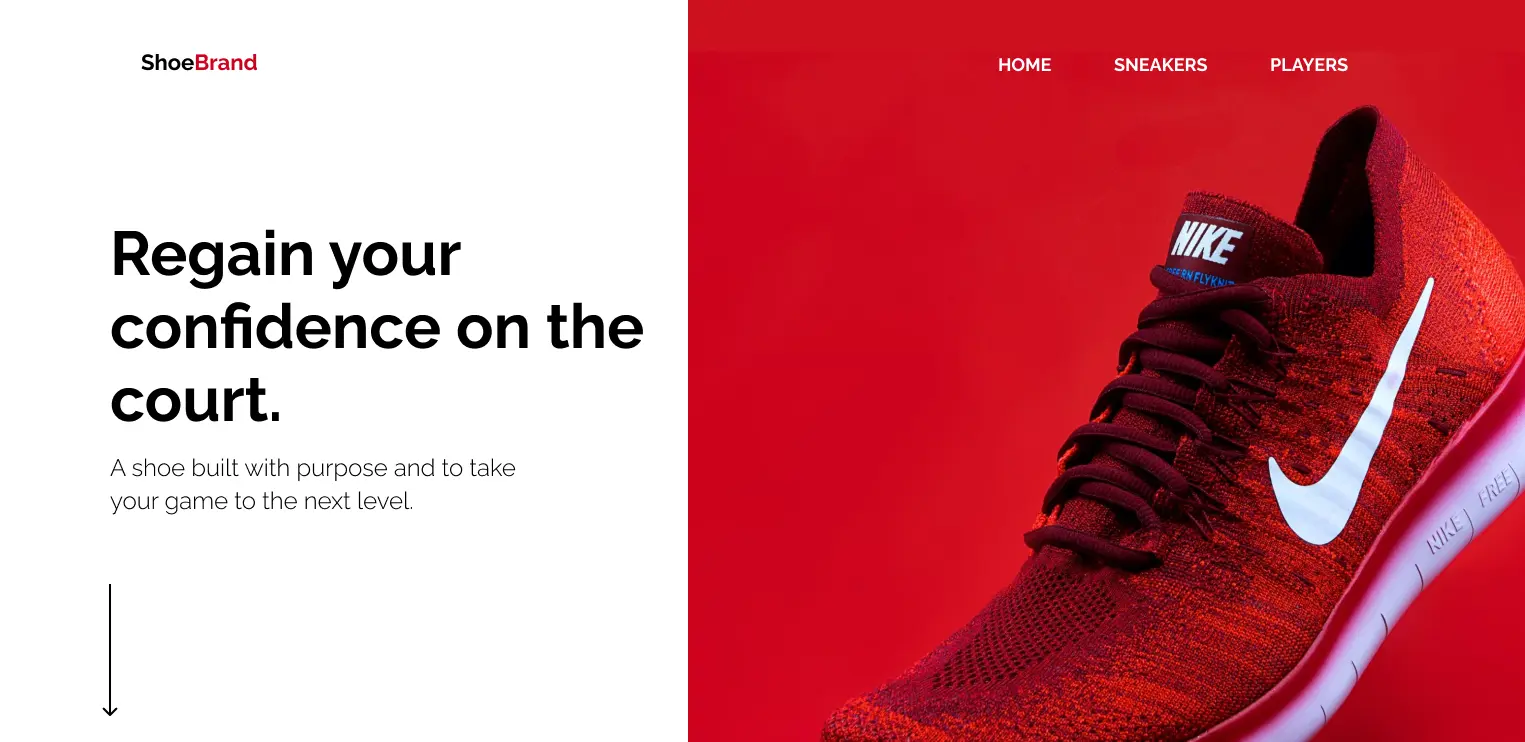 ShoeBrand
HOME SNEAKERS PLAYERS
Regain your
confidence on the
court.
A shoe built with purpose and to take
your game to the next level.
NIKE
FLYKNIT
NIKE FREE